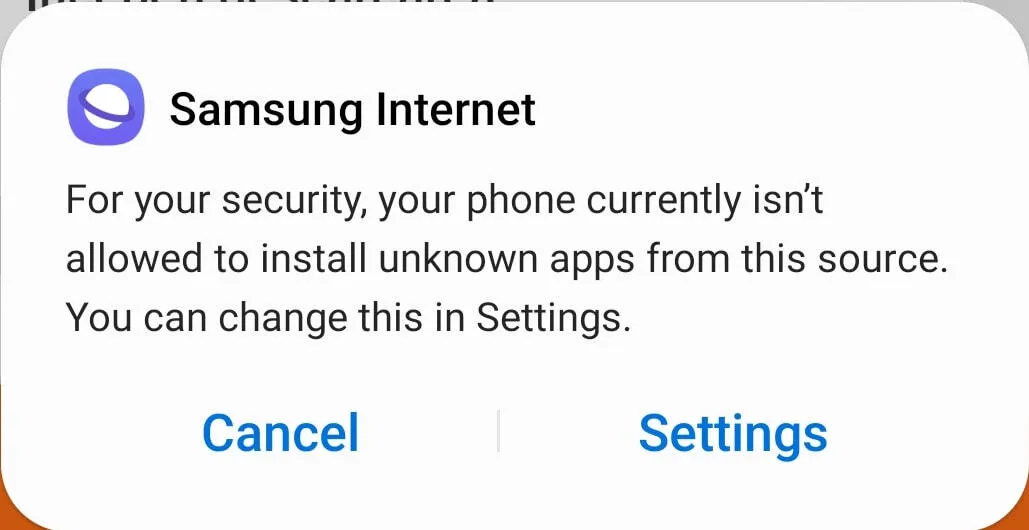 Samsung Internet
For your security, your phone currently isn’t
allowed to install unknown apps from this source.
You can change this in Settings.
Cancel
Settings